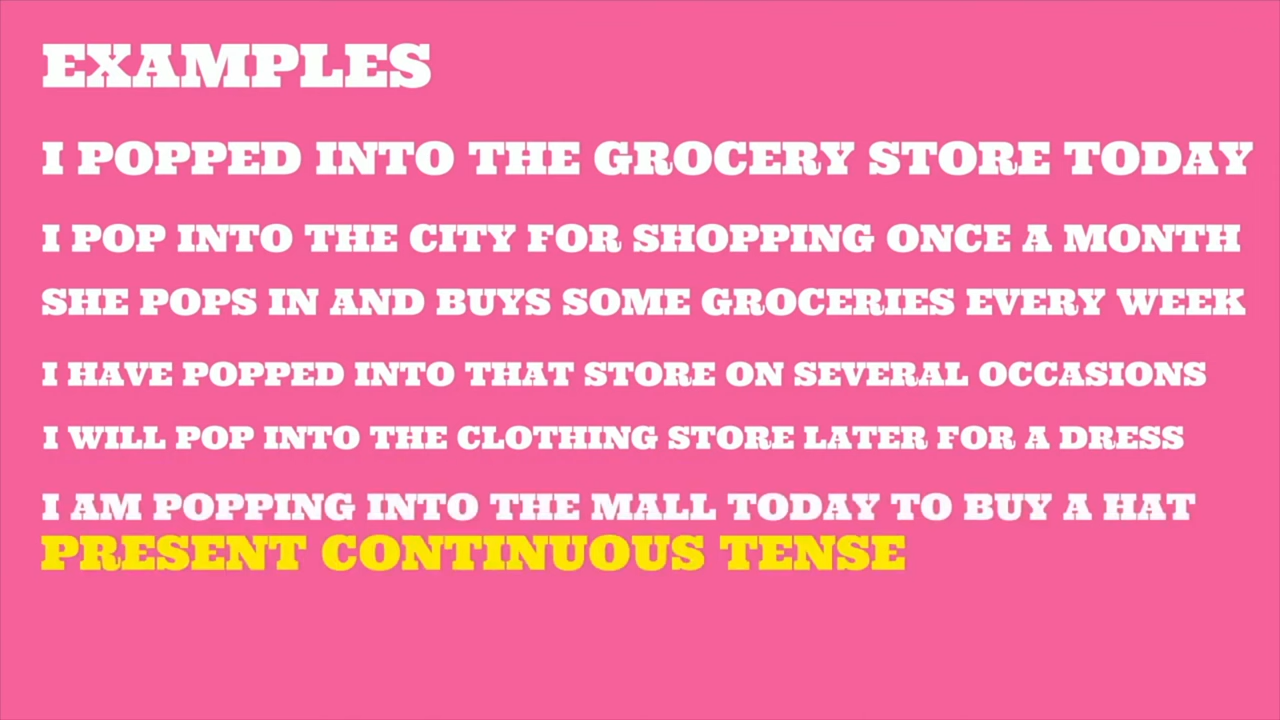 EXAMPLES
I POPPED INTO THE GROCERY STORE TODAY
I POP INTO THE CITY FOR SHOPPING ONCE A MONTH
SHE POPS IN AND BUYS SOME GROCERIES EVERY WEEK
I HAVE POPPED INTO THAT STORE ON SEVERAL OCCASIONS
I WILL POP INTO THE CLOTHING STORE LATER FOR A DRESS
I AM POPPING INTO THE MALL TODAY TO BUY A HAT
PRESENT CONTINUOUS TENSE